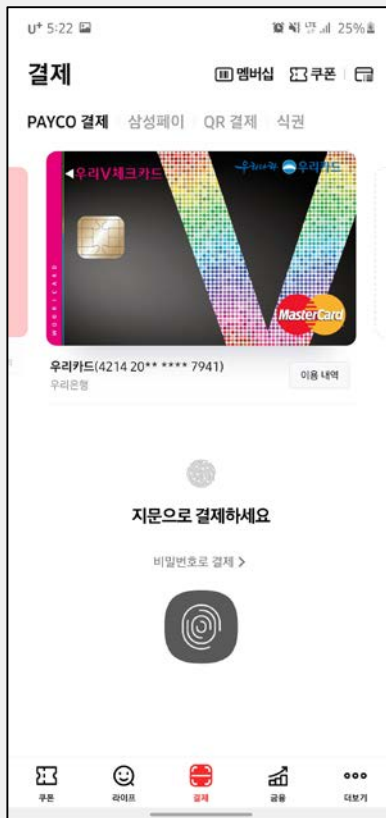 U+ 5:22 25%
결제 멤버십 쿠폰
PAYCO 결제 삼성페이 QR 결제 식권
우리V체크카드 우리카드
WOORICARD
MasterCard
우리카드(4214 20** **** 7941) 이용 내역
우리은행
지문으로 결제하세요
비밀번호로 결제 >
쿠폰 라이프 결제 금융 더보기